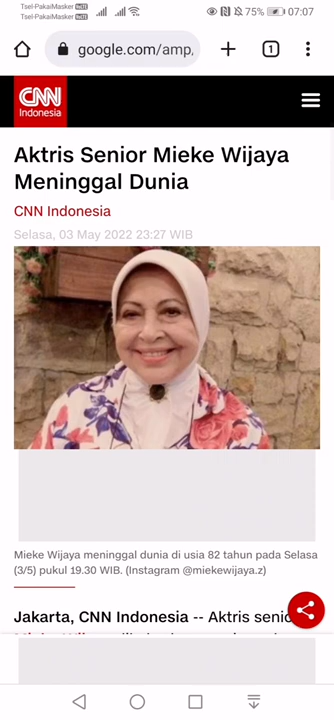 Tsel-PakaiMasker VoLTE
Tsel-PakaiMasker VoLTE
75% 07:07
google.com/amp,
1
CNN
Indonesia
Aktris Senior Mieke Wijaya
Meninggal Dunia
CNN Indonesia
Selasa, 03 May 2022 23:27 WIB
Mieke Wijaya meninggal dunia di usia 82 tahun pada Selasa
(3/5) pukul 19.30 WIB. (Instagram @miekewijaya.z)
Jakarta, CNN Indonesia -- Aktris senio